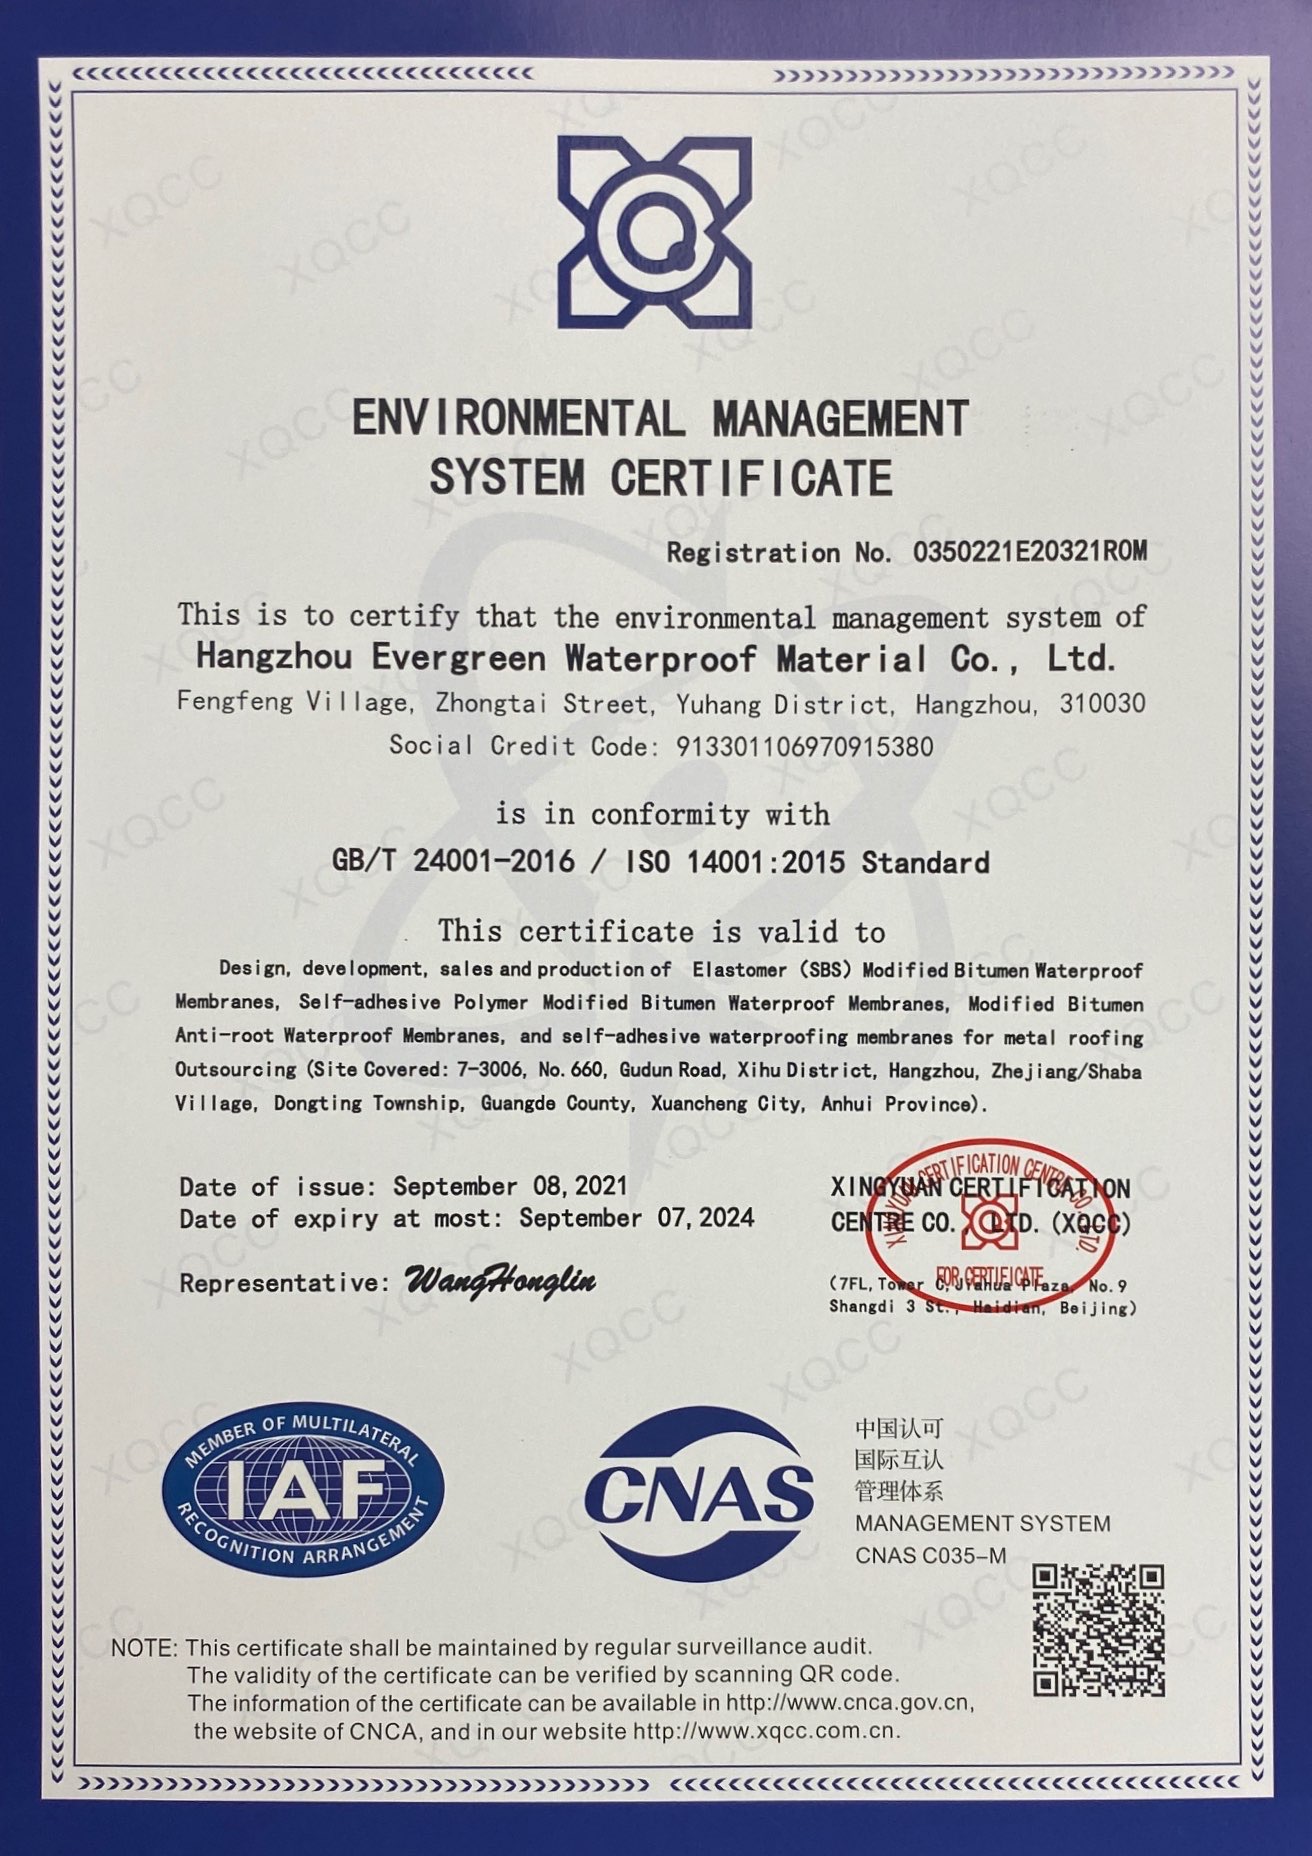 ENVIRONMENTAL MANAGEMENT
SYSTEM CERTIFICATE
Registration No. 0350221E20321R0M
This is to certify that the environmental management system of
Hangzhou Evergreen Waterproof Material Co., Ltd.
Fengfeng Village, Zhongtai Street, Yuhang District, Hangzhou, 310030
Social Credit Code: 913301106970915380
is in conformity with
GB/T 24001-2016 / ISO 14001:2015 Standard
This certificate is valid to
Design, development, sales and production of Elastomer (SBS) Modified Bitumen Waterproof
Membranes, Self-adhesive Polymer Modified Bitumen Waterproof Membranes, Modified Bitumen
Anti-root Waterproof Membranes, and self-adhesive waterproofing membranes for metal roofing
Outsourcing (Site Covered: 7-3006, No. 660, Gudun Road, Xihu District, Hangzhou, Zhejiang/Shaba
Village, Dongting Township, Guangde County, Xuancheng City, Anhui Province).
Date of issue: September 08, 2021
Date of expiry at most: September 07, 2024
Representative: WangHonglin
XINGYUAN CERTIFICATION
CENTRE CO., LTD. (XQCC)
(7FL, Tower C, Jiahua Plaza, No. 9
Shangdi 3 St., Haidian, Beijing)
XINGYUAN CERTIFICATION CENTRE CO., LTD.
FOR CERTIFICATE
MEMBER OF MULTILATERAL
IAF
RECOGNITION ARRANGEMENT
CNAS
中国认可
国际互认
管理体系
MANAGEMENT SYSTEM
CNAS C035-M
NOTE: This certificate shall be maintained by regular surveillance audit.
The validity of the certificate can be verified by scanning QR code.
The information of the certificate can be available in http://www.cnca.gov.cn,
the website of CNCA, and in our website http://www.xqcc.com.cn.
XQCC